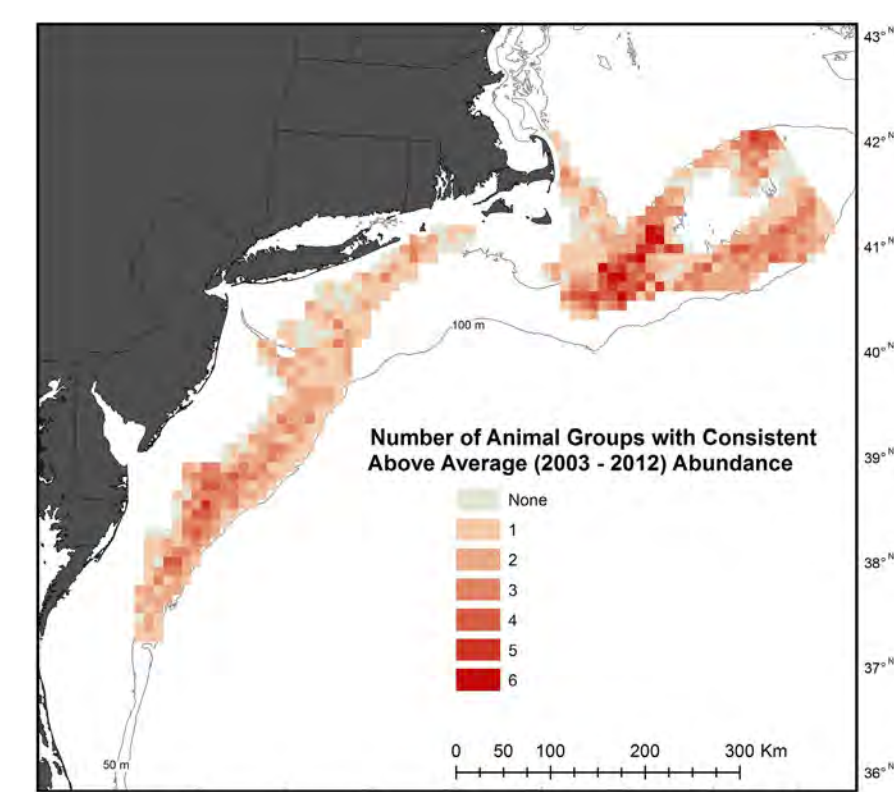 43° N
42° N
41° N
100 m
40° N
Number of Animal Groups with Consistent
Above Average (2003 - 2012) Abundance
39° N
None
1
38° N
2
3
4
5
37° N
6
0 50 100 200 300 Km
50 m
36° N